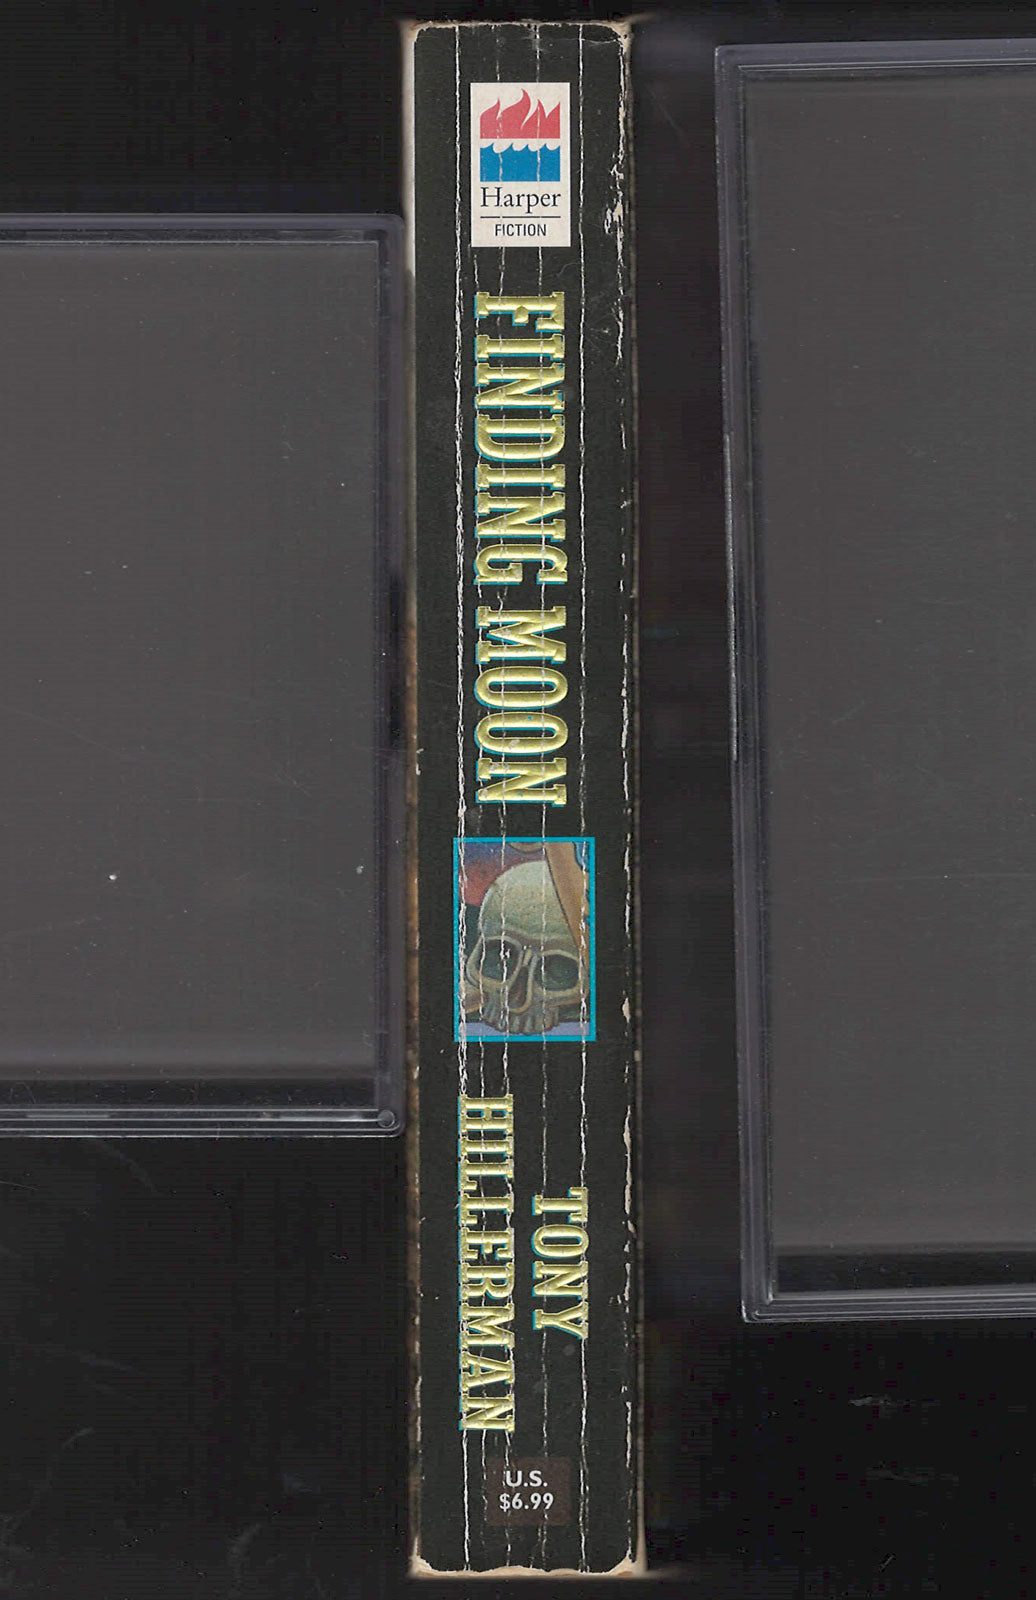 Harper
FICTION
FINDING MOON
TONY
HILLERMAN
U.S.
$6.99